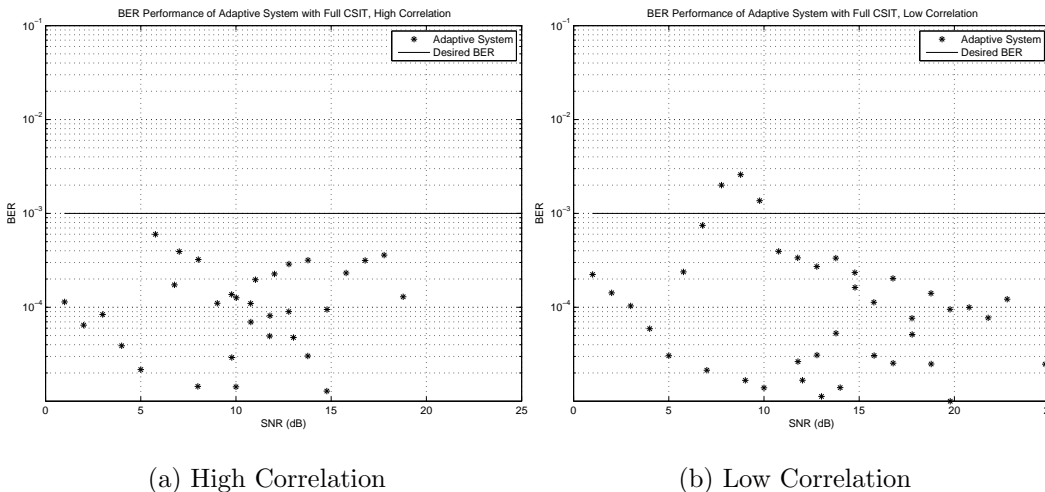 BER Performance of Adaptive System with Full CSIT, High Correlation
10^−1
10^−2
10^−3
10^−4
BER
0 5 10 15 20 25
SNR (dB)
Adaptive System
Desired BER
(a) High Correlation
BER Performance of Adaptive System with Full CSIT, Low Correlation
10^−1
10^−2
10^−3
10^−4
BER
0 5 10 15 20 25
SNR (dB)
Adaptive System
Desired BER
(b) Low Correlation